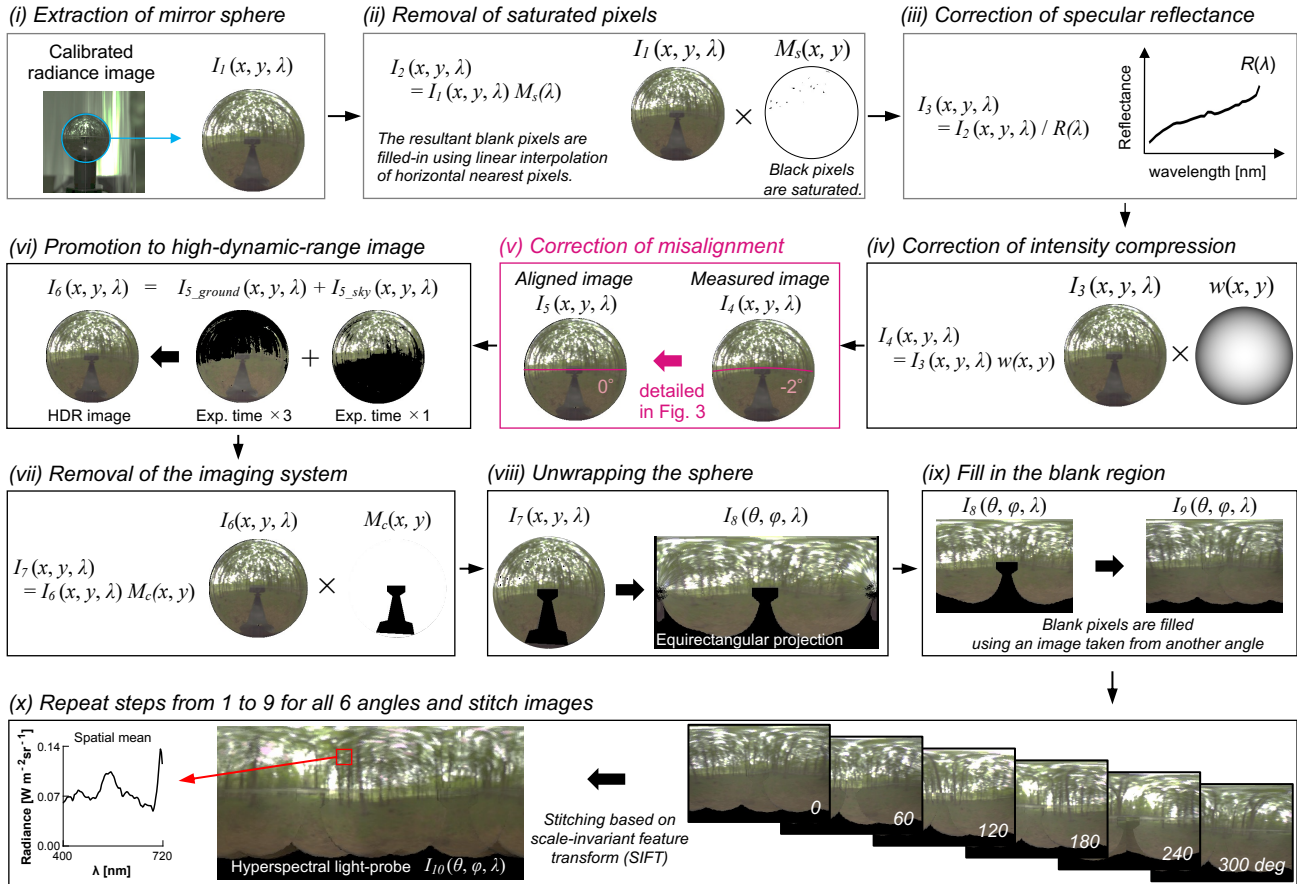 (i) Extraction of mirror sphere
Calibrated
radiance image
I1(x, y, λ)
(ii) Removal of saturated pixels
I2(x, y, λ)
= I1(x, y, λ) Ms(λ)
The resultant blank pixels are
filled-in using linear interpolation
of horizontal nearest pixels.
I1(x, y, λ)
×
Ms(x, y)
Black pixels
are saturated.
(iii) Correction of specular reflectance
I3(x, y, λ)
= I2(x, y, λ) / R(λ)
Reflectance
R(λ)
wavelength [nm]
(vi) Promotion to high-dynamic-range image
I6(x, y, λ) = I5_ground(x, y, λ) + I5_sky(x, y, λ)
+
HDR image
Exp. time ×3
Exp. time ×1
(v) Correction of misalignment
Aligned image
I5(x, y, λ)
0°
Measured image
I4(x, y, λ)
-2°
detailed
in Fig. 3
(iv) Correction of intensity compression
I4(x, y, λ)
= I3(x, y, λ) w(x, y)
I3(x, y, λ)
×
w(x, y)
(vii) Removal of the imaging system
I7(x, y, λ)
= I6(x, y, λ) Mc(x, y)
I6(x, y, λ)
×
Mc(x, y)
(viii) Unwrapping the sphere
I7(x, y, λ)
I8(θ, φ, λ)
Equirectangular projection
(ix) Fill in the blank region
I8(θ, φ, λ)
I9(θ, φ, λ)
Blank pixels are filled
using an image taken from another angle
(x) Repeat steps from 1 to 9 for all 6 angles and stitch images
Radiance [W m-2sr-1]
Spatial mean
0.14
0.07
0.00
400
720
λ [nm]
Hyperspectral light-probe I10(θ, φ, λ)
Stitching based on
scale-invariant feature
transform (SIFT)
0
60
120
180
240
300 deg